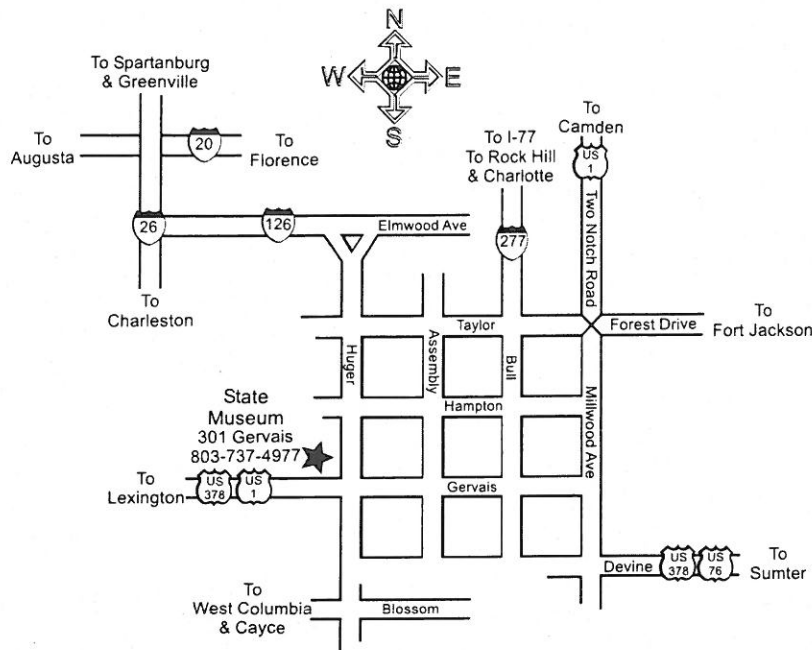 N
W
E
S
To Spartanburg
& Greenville
To
Augusta
20
To
Florence
To I-77
To Rock Hill
& Charlotte
To
Camden
US
1
26
126
Elmwood Ave
277
Two Notch Road
To
Charleston
Taylor
Forest Drive
To
Fort Jackson
Huger
Assembly
Bull
Millwood Ave
Hampton
State
Museum
301 Gervais
803-737-4977
To
Lexington
US
378
US
1
Gervais
Devine
US
378
US
76
To
Sumter
To
West Columbia
& Cayce
Blossom